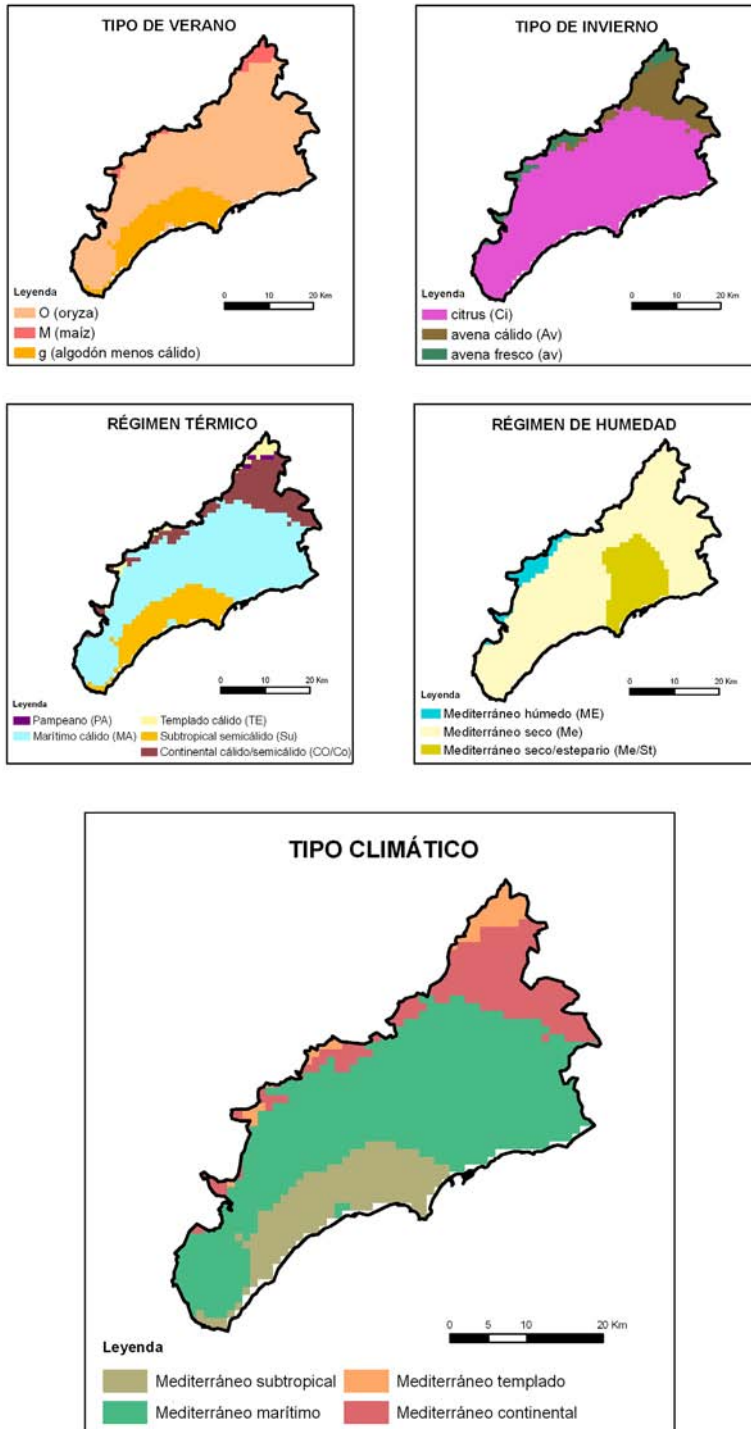 TIPO DE VERANO
Leyenda
O (oryza)
M (maíz)
g (algodón menos cálido)
0 10 20 Km
TIPO DE INVIERNO
Leyenda
citrus (Ci)
avena cálido (Av)
avena fresco (av)
0 10 20 Km
RÉGIMEN TÉRMICO
0 10 20 Km
Leyenda
Pampeano (PA) Templado cálido (TE)
Marítimo cálido (MA) Subtropical semicálido (Su)
Continental cálido/semicálido (CO/Co)
RÉGIMEN DE HUMEDAD
0 10 20 Km
Leyenda
Mediterráneo húmedo (ME)
Mediterráneo seco (Me)
Mediterráneo seco/estepario (Me/St)
TIPO CLIMÁTICO
0 5 10 20 Km
Leyenda
Mediterráneo subtropical Mediterráneo templado
Mediterráneo marítimo Mediterráneo continental